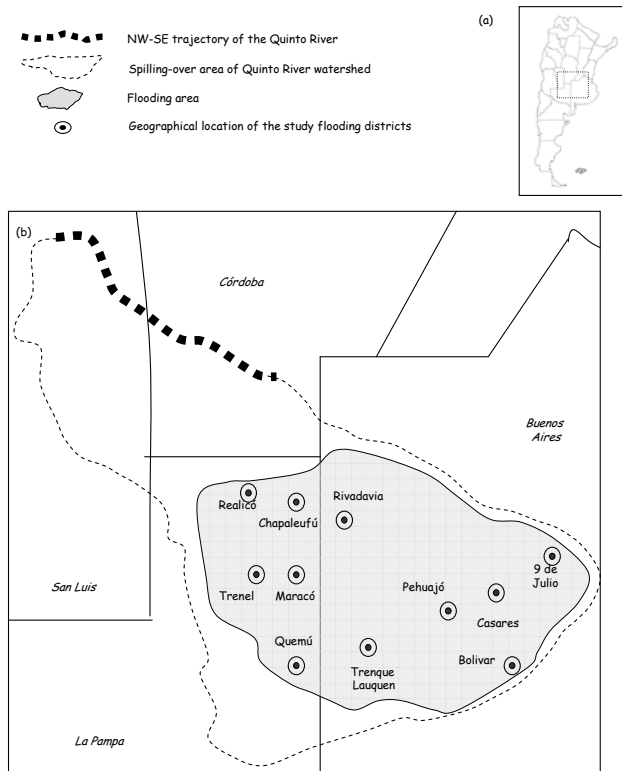 (a)
NW-SE trajectory of the Quinto River
Spilling-over area of Quinto River watershed
Flooding area
Geographical location of the study flooding districts
(b)
Córdoba
Buenos
Aires
Realicó
Chapaleufú
Rivadavia
9 de
Julio
San Luis
Trenel
Maracó
Pehuajó
Casares
Quemú
Trenque
Lauquen
Bolivar
La Pampa